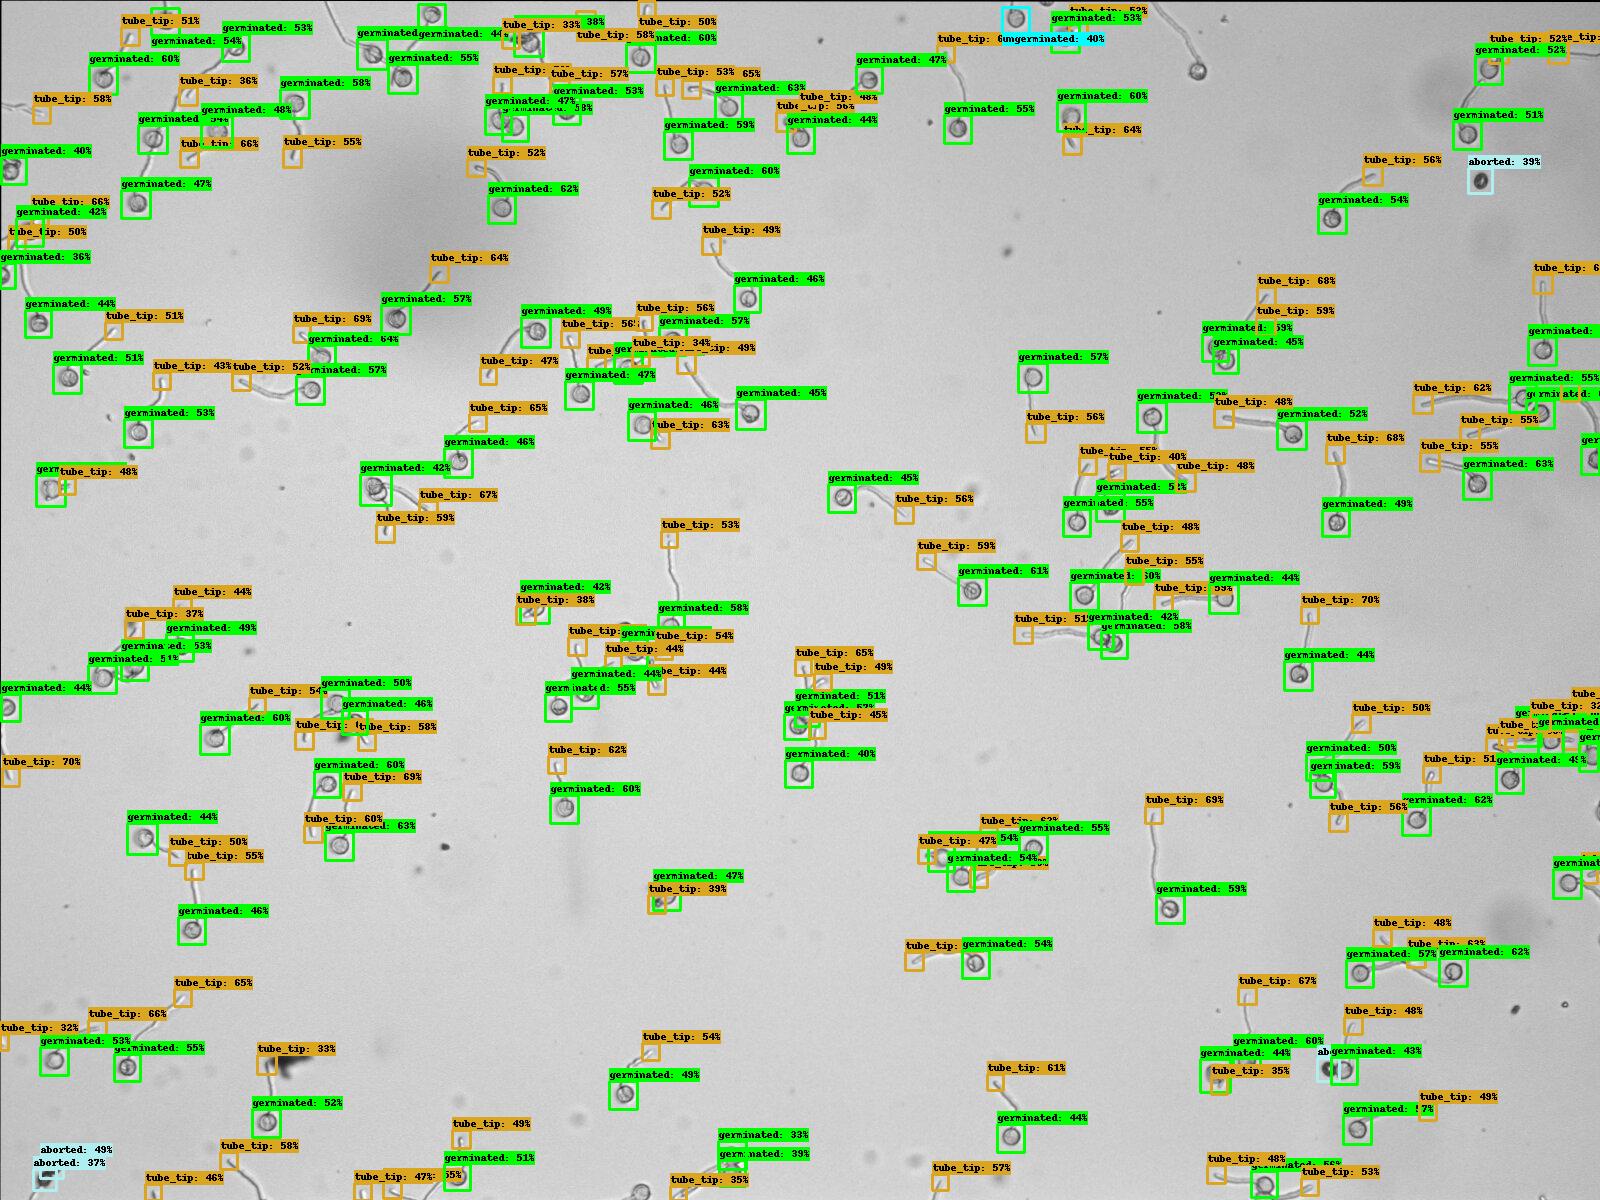 tube_tip: 51%
germinated: 53%
germinated: 54%
germinated: 60%
tube_tip: 58%
tube_tip: 36%
germinated: 58%
germinated: 48%
tube_tip: 66%
tube_tip: 55%
germinated: 40%
germinated: 47%
germinated: 55%
tube_tip: 33%
38%
tube_tip: 50%
tube_tip: 58%
tube_tip: 57%
germinated: 53%
germinated: 47%
tube_tip: 53%
65%
germinated: 63%
germinated: 59%
germinated: 44%
germinated: 47%
tube_tip: 52%
germinated: 62%
germinated: 60%
tube_tip: 52%
germinated: 53%
ungerminated: 40%
germinated: 55%
germinated: 60%
tube_tip: 64%
tube_tip: 52%
germinated: 52%
germinated: 51%
aborted: 39%
tube_tip: 56%
germinated: 54%
tube_tip: 66%
germinated: 42%
tube_tip: 50%
germinated: 36%
tube_tip: 49%
tube_tip: 64%
germinated: 46%
germinated: 57%
tube_tip: 68%
tube_tip: 59%
germinated: 44%
tube_tip: 51%
tube_tip: 69%
germinated: 64%
germinated: 49%
tube_tip: 56%
germinated: 57%
germinated: 45%
germinated: 51%
tube_tip: 43%
tube_tip: 52%
germinated: 57%
tube_tip: 47%
germinated: 47%
tube_tip: 34%
germinated: 57%
germinated: 45%
germinated: 53%
tube_tip: 65%
germinated: 46%
tube_tip: 63%
tube_tip: 56%
tube_tip: 48%
germinated: 52%
tube_tip: 62%
germinated: 55%
tube_tip: 55%
tube_tip: 68%
tube_tip: 55%
germinated: 63%
germinated: 46%
tube_tip: 48%
germinated: 42%
tube_tip: 67%
tube_tip: 59%
germinated: 45%
tube_tip: 56%
tube_tip: 40%
tube_tip: 48%
germinated: 49%
tube_tip: 53%
tube_tip: 48%
tube_tip: 59%
germinated: 61%
tube_tip: 55%
germinated: 44%
tube_tip: 44%
tube_tip: 37%
germinated: 49%
germinated: 53%
germinated: 42%
tube_tip: 38%
germinated: 58%
tube_tip: 54%
tube_tip: 44%
germinated: 42%
tube_tip: 70%
germinated: 44%
germinated: 44%
germinated: 50%
germinated: 46%
germinated: 60%
tube_tip: 58%
germinated: 44%
tube_tip: 65%
tube_tip: 49%
germinated: 51%
tube_tip: 45%
germinated: 40%
tube_tip: 50%
germinated: 50%
germinated: 59%
tube_tip: 70%
tube_tip: 62%
germinated: 60%
germinated: 60%
tube_tip: 69%
tube_tip: 60%
germinated: 63%
tube_tip: 69%
tube_tip: 56%
germinated: 62%
germinated: 44%
tube_tip: 50%
tube_tip: 55%
germinated: 55%
tube_tip: 47%
54%
germinated: 54%
germinated: 46%
germinated: 47%
tube_tip: 39%
germinated: 59%
tube_tip: 48%
germinated: 57%
germinated: 62%
germinated: 54%
tube_tip: 65%
tube_tip: 67%
tube_tip: 66%
tube_tip: 32%
germinated: 53%
germinated: 55%
tube_tip: 48%
tube_tip: 33%
tube_tip: 54%
germinated: 60%
germinated: 44%
germinated: 43%
tube_tip: 35%
germinated: 49%
tube_tip: 61%
germinated: 52%
germinated: 44%
tube_tip: 49%
tube_tip: 49%
germinated: 33%
germinated: 39%
aborted: 49%
aborted: 37%
tube_tip: 58%
germinated: 51%
tube_tip: 46%
tube_tip: 47%
tube_tip: 35%
tube_tip: 57%
tube_tip: 48%
tube_tip: 53%